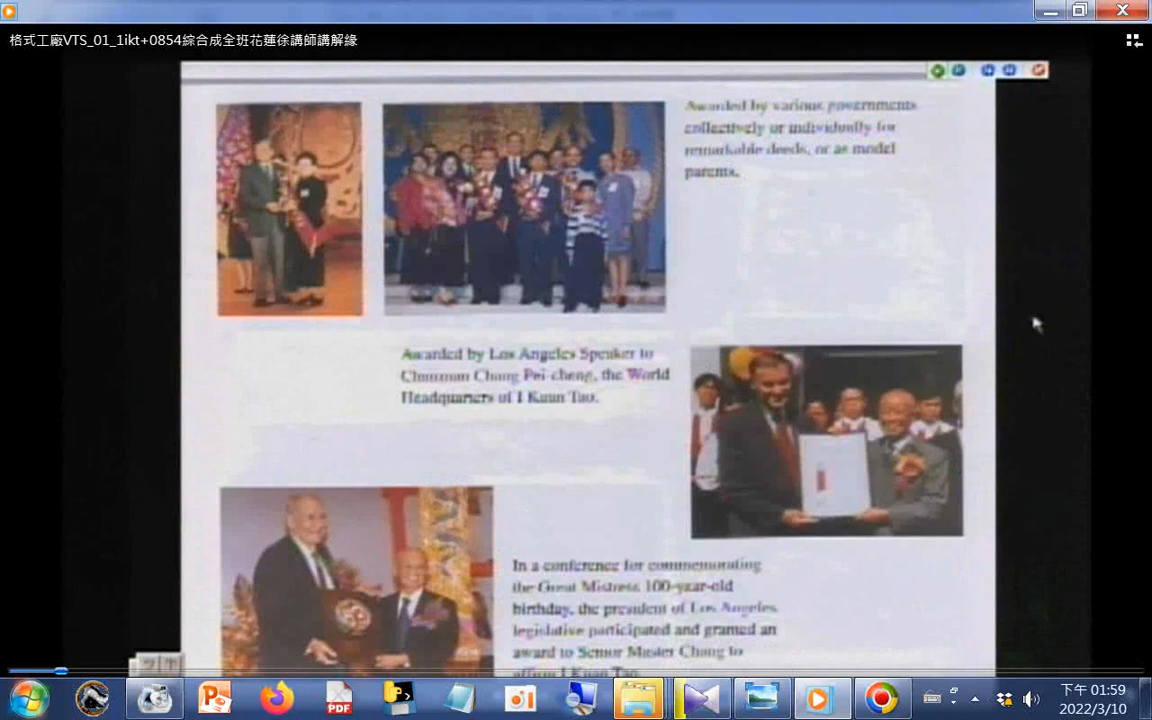 格式工廠VTS_01_1ikt+0854綜合成全班花蓮徐講師講解緣
Awarded by various governments
collectively or individually for
remarkable deeds, or as model
parents.
Awarded by Los Angeles Speaker to
Chairman Chang Pei-cheng, the World
Headquarters of I Kuan Tao.
In a conference for commemorating
the Great Mistress 100-year-old
birthday, the president of Los Angeles
legislative participated and granted an
award to Senior Master Chang to
affirm I Kuan Tao
PDF
下午 01:59
2022/3/10